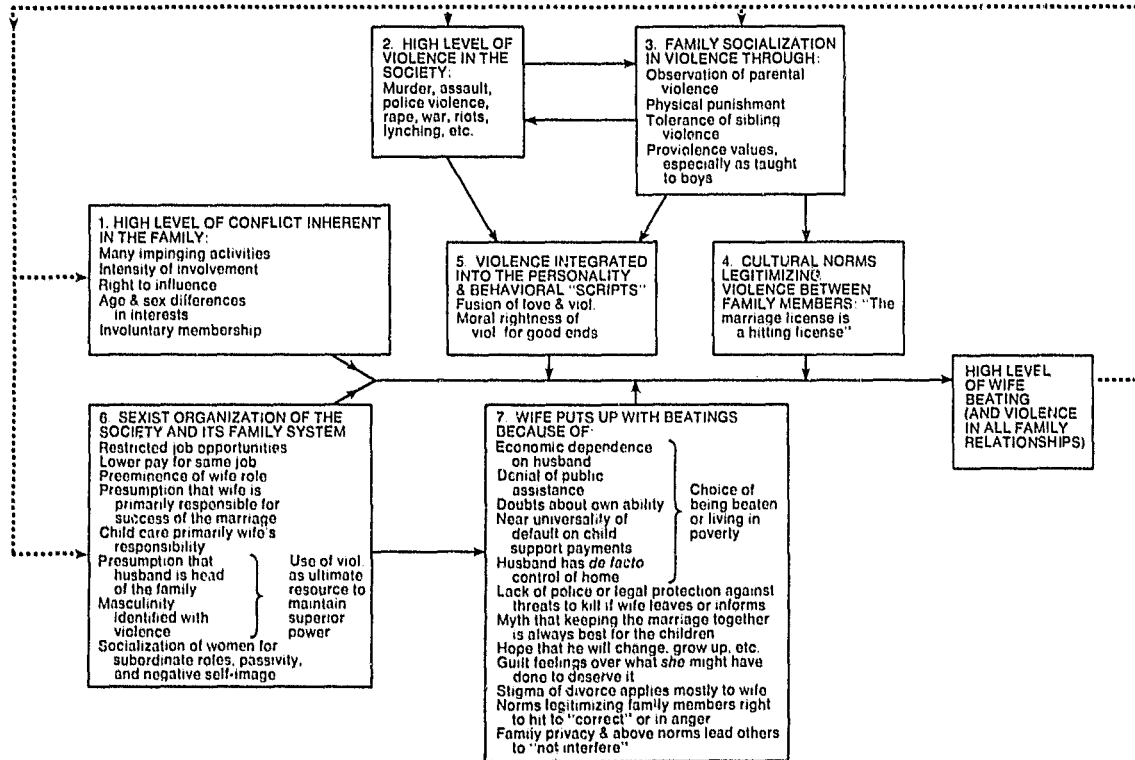 2. HIGH LEVEL OF
VIOLENCE IN THE
SOCIETY:
Murder, assault,
police violence,
rape, war, riots,
lynching, etc.
3. FAMILY SOCIALIZATION
IN VIOLENCE THROUGH:
Observation of parental
violence
Physical punishment
Tolerance of sibling
violence
Proviolence values,
especially as taught
to boys
1. HIGH LEVEL OF CONFLICT INHERENT
IN THE FAMILY:
Many impinging activities
Intensity of involvement
Right to influence
Age & sex differences
in interests
Involuntary membership
5. VIOLENCE INTEGRATED
INTO THE PERSONALITY
& BEHAVIORAL "SCRIPTS"
Fusion of love & viol.
Moral rightness of
viol. for good ends
4. CULTURAL NORMS
LEGITIMIZING
VIOLENCE BETWEEN
FAMILY MEMBERS: "The
marriage license is
a hitting license"
HIGH LEVEL
OF WIFE
BEATING
(AND VIOLENCE
IN ALL FAMILY
RELATIONSHIPS)
6. SEXIST ORGANIZATION OF THE
SOCIETY AND ITS FAMILY SYSTEM
Restricted job opportunities
Lower pay for same job
Preeminence of wife role
Presumption that wife is
primarily responsible for
success of the marriage
Child care primarily wife's
responsibility
Presumption that
husband is head
of the family
Masculinity
identified with
violence
Use of viol.
as ultimate
resource to
maintain
superior
power
Socialization of women for
subordinate roles, passivity,
and negative self-image
7. WIFE PUTS UP WITH BEATINGS
BECAUSE OF:
Economic dependence
on husband
Denial of public
assistance
Doubts about own ability
Near universality of
default on child
support payments
Husband has de facto
control of home
Choice of
being beaten
or living in
poverty
Lack of police or legal protection against
threats to kill if wife leaves or informs
Myth that keeping the marriage together
is always best for the children
Hope that he will change, grow up, etc.
Guilt feelings over what she might have
done to deserve it
Stigma of divorce applies mostly to wife
Norms legitimizing family members right
to hit to "correct" or in anger
Family privacy & above norms lead others
to "not interfere"